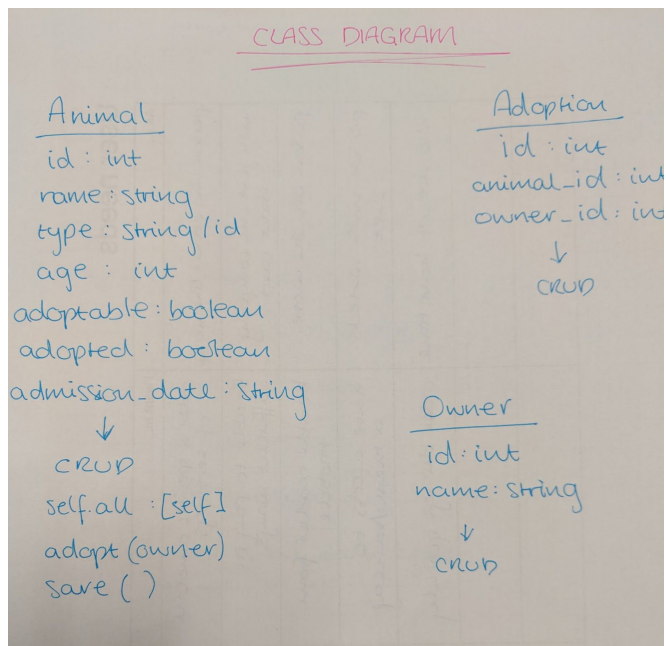 CLASS DIAGRAM
Animal
id : int
name : string
type : string/id
age : int
adoptable : boolean
adopted : boolean
admission_date : string
↓
CRUD
self.all : [self]
adopt (owner)
save ( )
Adoption
id : int
animal_id : int
owner_id : int
↓
CRUD
Owner
id : int
name : string
↓
CRUD